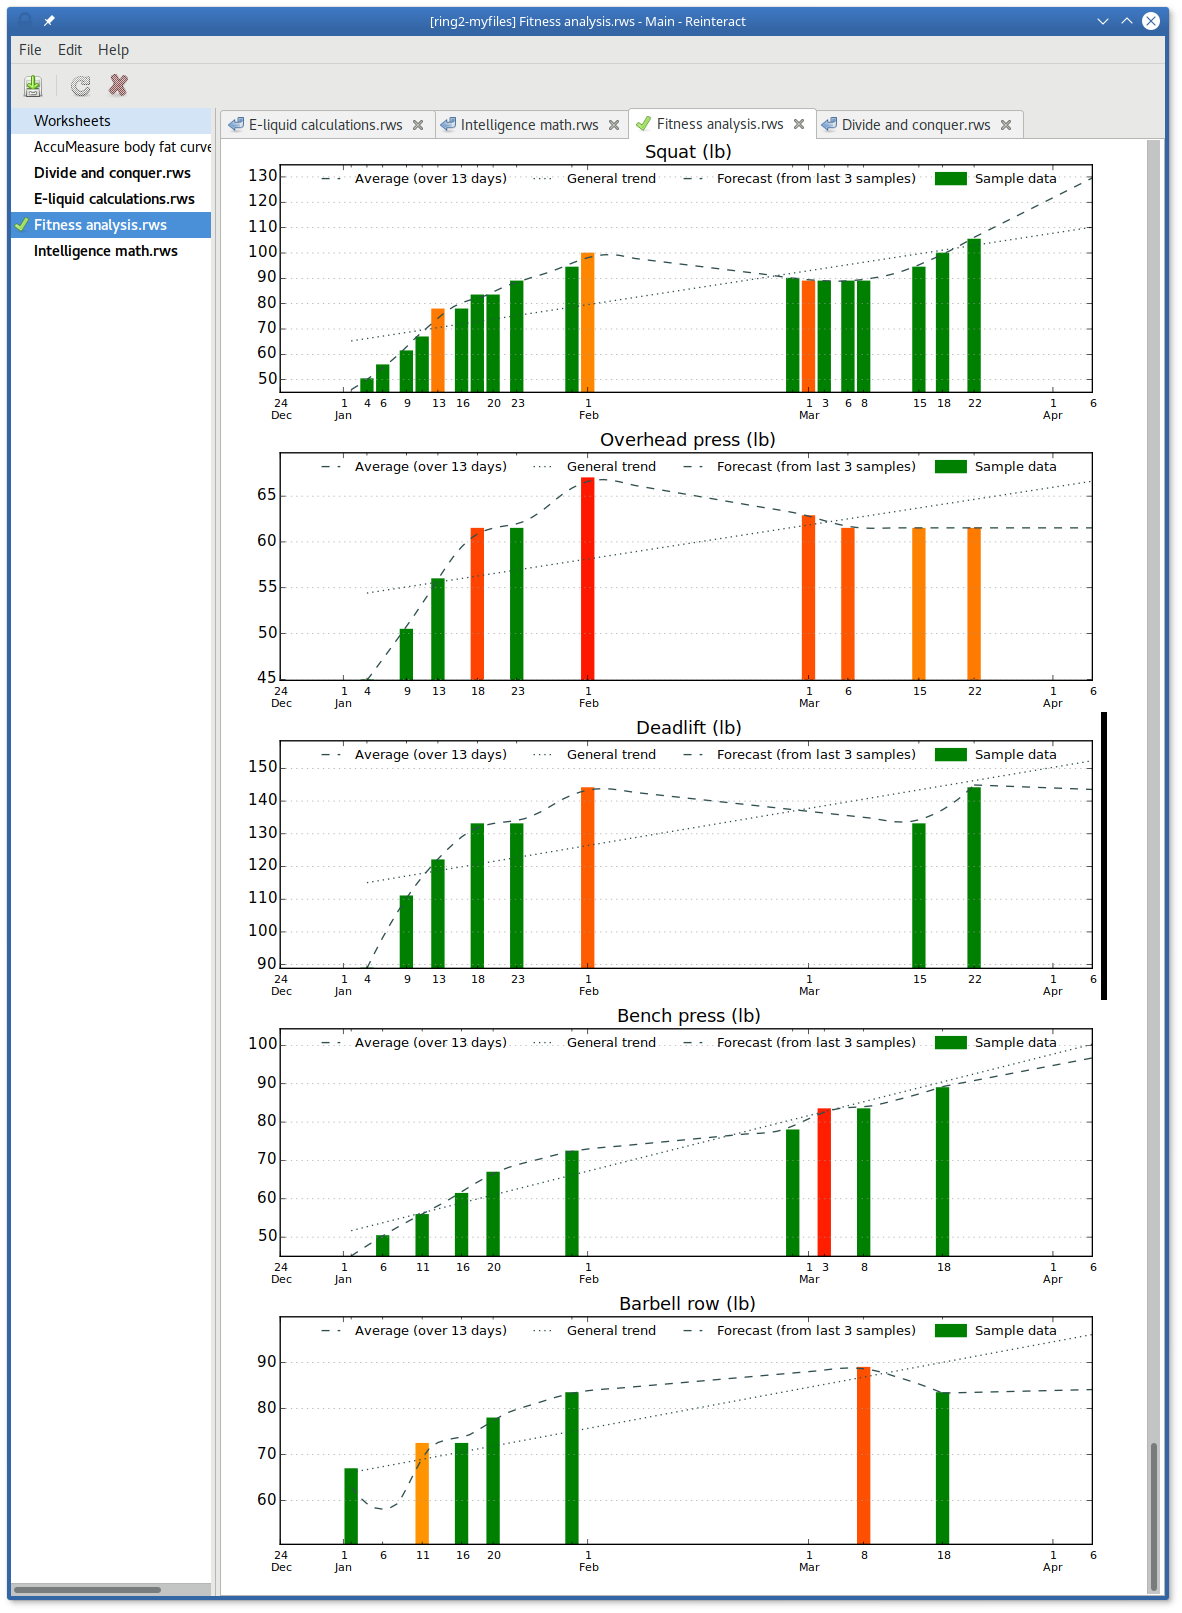 [ring2-myfiles] Fitness analysis.rws - Main - Reinteract
File Edit Help
Worksheets
AccuMeasure body fat curve
Divide and conquer.rws
E-liquid calculations.rws
Fitness analysis.rws
Intelligence math.rws
E-liquid calculations.rws Intelligence math.rws Fitness analysis.rws Divide and conquer.rws
Squat (lb)
Average (over 13 days) General trend Forecast (from last 3 samples) Sample data
130
120
110
100
90
80
70
60
50
24 1 4 6 9 13 16 20 23 1 1 3 6 8 15 18 22 1 6
Dec Jan Feb Mar Apr
Overhead press (lb)
Average (over 13 days) General trend Forecast (from last 3 samples) Sample data
65
60
55
50
45
24 1 4 9 13 18 23 1 1 6 15 22 1 6
Dec Jan Feb Mar Apr
Deadlift (lb)
Average (over 13 days) General trend Forecast (from last 3 samples) Sample data
150
140
130
120
110
100
90
24 1 4 9 13 18 23 1 1 15 18 22 1 6
Dec Jan Feb Mar Apr
Bench press (lb)
Average (over 13 days) General trend Forecast (from last 3 samples) Sample data
100
90
80
70
60
50
24 1 6 11 16 20 1 1 3 8 18 1 6
Dec Jan Feb Mar Apr
Barbell row (lb)
Average (over 13 days) General trend Forecast (from last 3 samples) Sample data
90
80
70
60
24 1 6 11 16 20 1 1 8 18 1 6
Dec Jan Feb Mar Apr